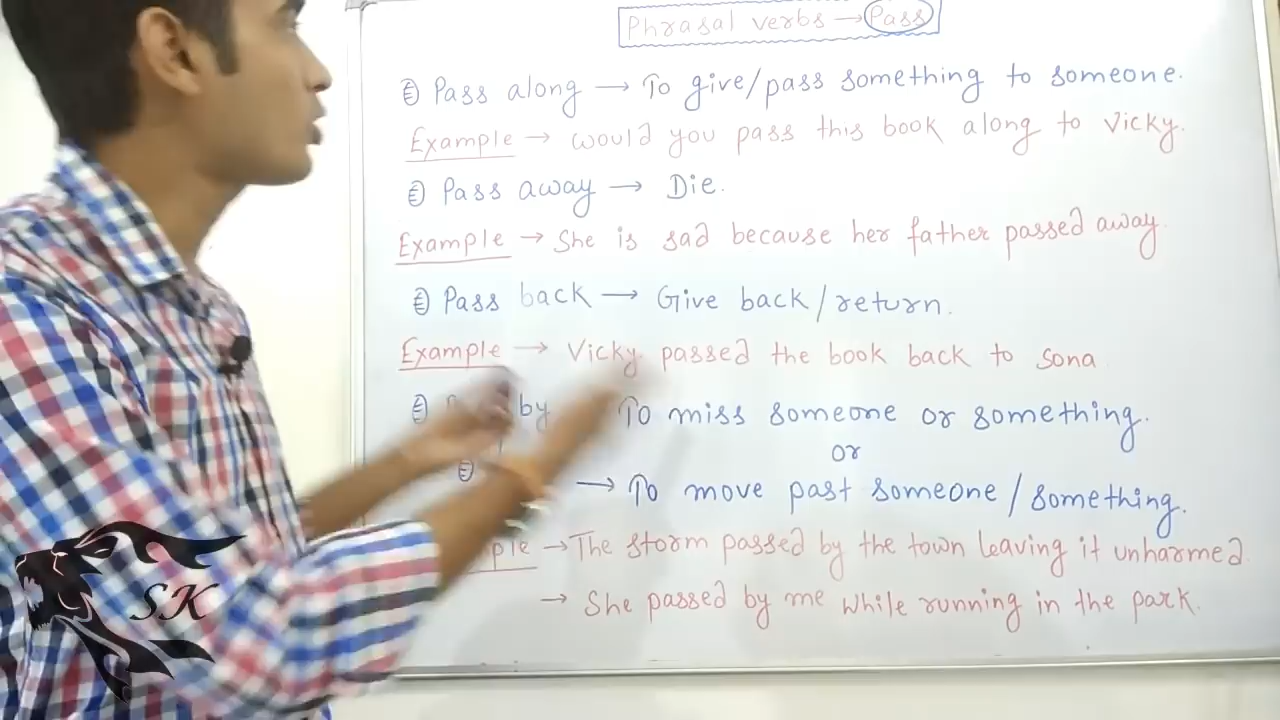 Phrasal verbs → Pass
Pass along → To give/pass something to someone.
Example → would you pass this book along to Vicky.
Pass away → Die.
Example → She is sad because her father passed away.
Pass back → Give back/return.
Example → Vicky passed the book back to sona
by To miss someone or something.
or
→ To move past someone/something.
→ The storm passed by the town leaving it unharmed.
→ She passed by me while running in the park.
SK